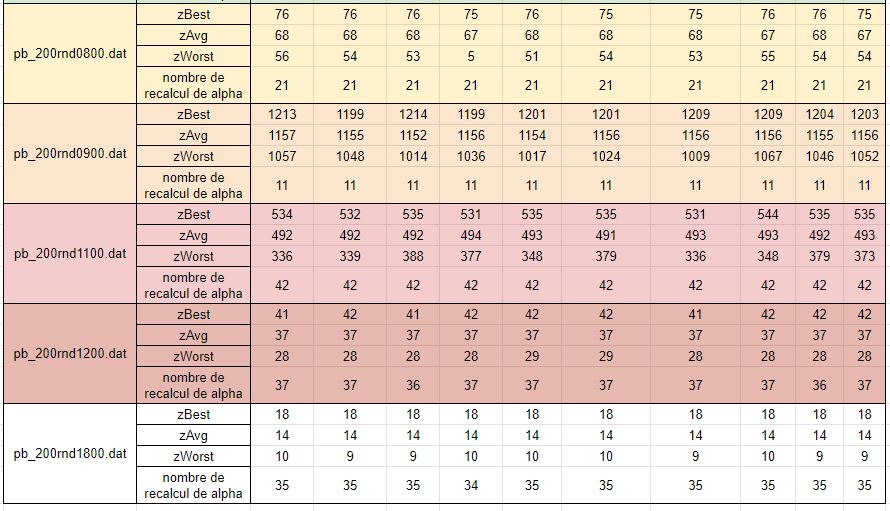 zBest 76 76 76 75 76 75 75 76 76 75
zAvg 68 68 68 67 68 68 68 67 68 67
pb_200rnd0800.dat
zWorst 56 54 53 5 51 54 53 55 54 54
nombre de
recalcul de alpha 21 21 21 21 21 21 21 21 21 21
zBest 1213 1199 1214 1199 1201 1201 1209 1209 1204 1203
zAvg 1157 1155 1152 1156 1154 1156 1156 1156 1155 1156
pb_200rnd0900.dat
zWorst 1057 1048 1014 1036 1017 1024 1009 1067 1046 1052
nombre de
recalcul de alpha 11 11 11 11 11 11 11 11 11 11
zBest 534 532 535 531 535 535 531 544 535 535
zAvg 492 492 492 494 493 491 493 493 492 493
pb_200rnd1100.dat
zWorst 336 339 388 377 348 379 336 348 379 373
nombre de
recalcul de alpha 42 42 42 42 42 42 42 42 42 42
zBest 41 42 41 42 42 42 41 42 42 42
zAvg 37 37 37 37 37 37 37 37 37 37
pb_200rnd1200.dat
zWorst 28 28 28 28 29 29 28 28 28 28
nombre de
recalcul de alpha 37 37 36 37 37 37 37 37 36 37
zBest 18 18 18 18 18 18 18 18 18 18
zAvg 14 14 14 14 14 14 14 14 14 14
pb_200rnd1800.dat
zWorst 10 9 9 10 10 10 9 10 9 9
nombre de
recalcul de alpha 35 35 35 34 35 35 35 35 35 35